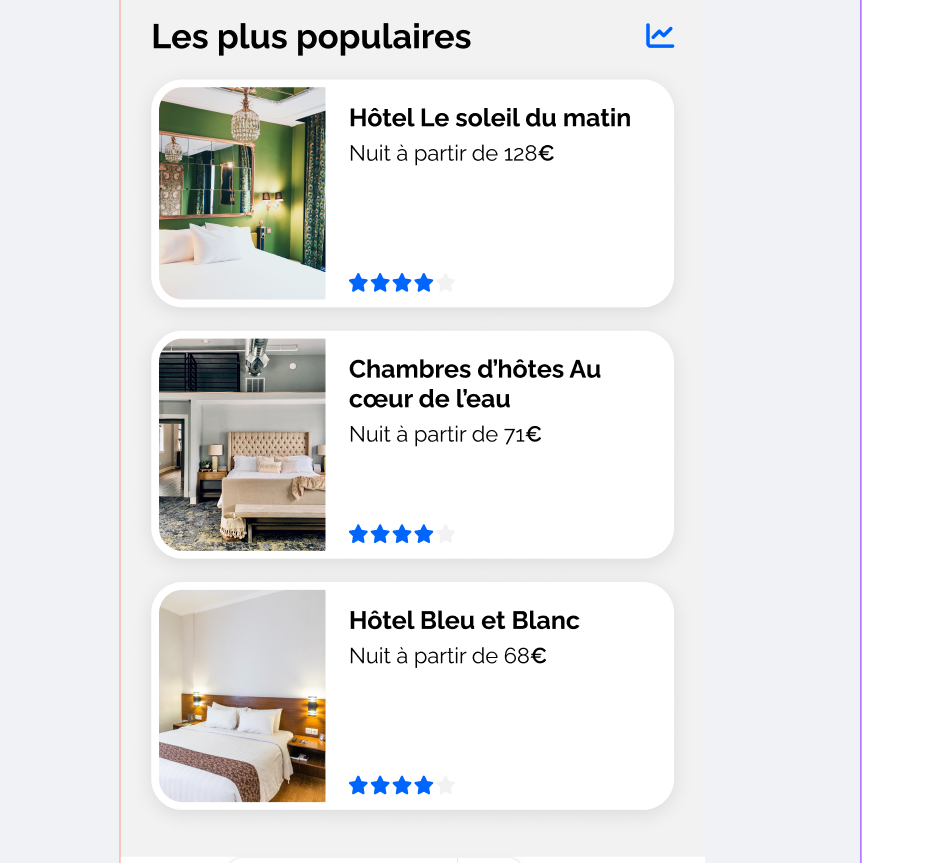 Les plus populaires
Hôtel Le soleil du matin
Nuit à partir de 128€
Chambres d’hôtes Au
cœur de l’eau
Nuit à partir de 71€
Hôtel Bleu et Blanc
Nuit à partir de 68€